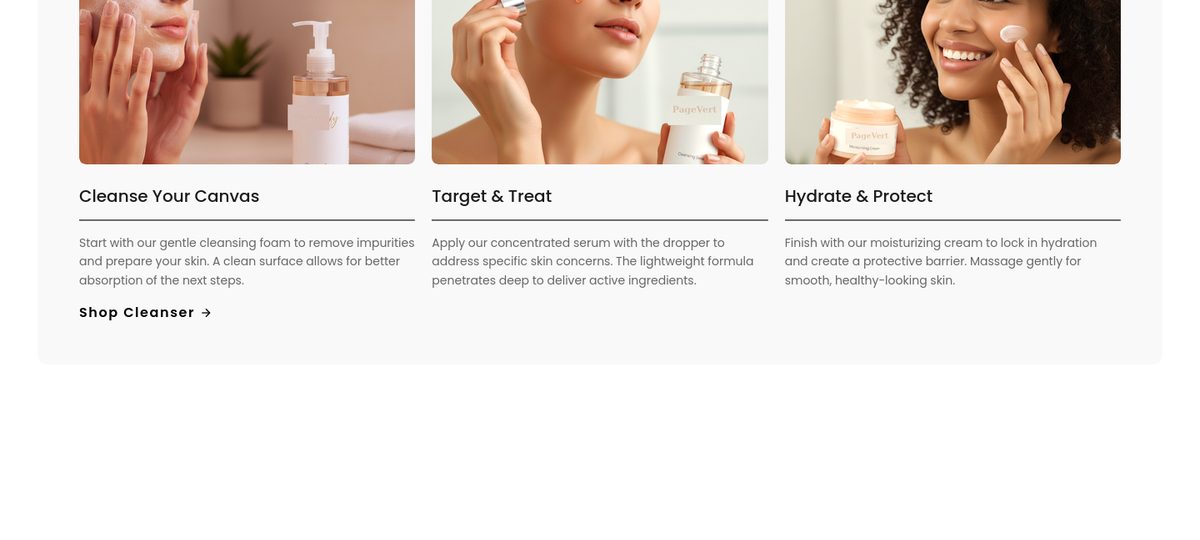 PageVert
PageVert
Moisturizing Cream
Cleanse Your Canvas
Target & Treat
Hydrate & Protect
Start with our gentle cleansing foam to remove impurities
and prepare your skin. A clean surface allows for better
absorption of the next steps.
Apply our concentrated serum with the dropper to
address specific skin concerns. The lightweight formula
penetrates deep to deliver active ingredients.
Finish with our moisturizing cream to lock in hydration
and create a protective barrier. Massage gently for
smooth, healthy-looking skin.
Shop Cleanser →